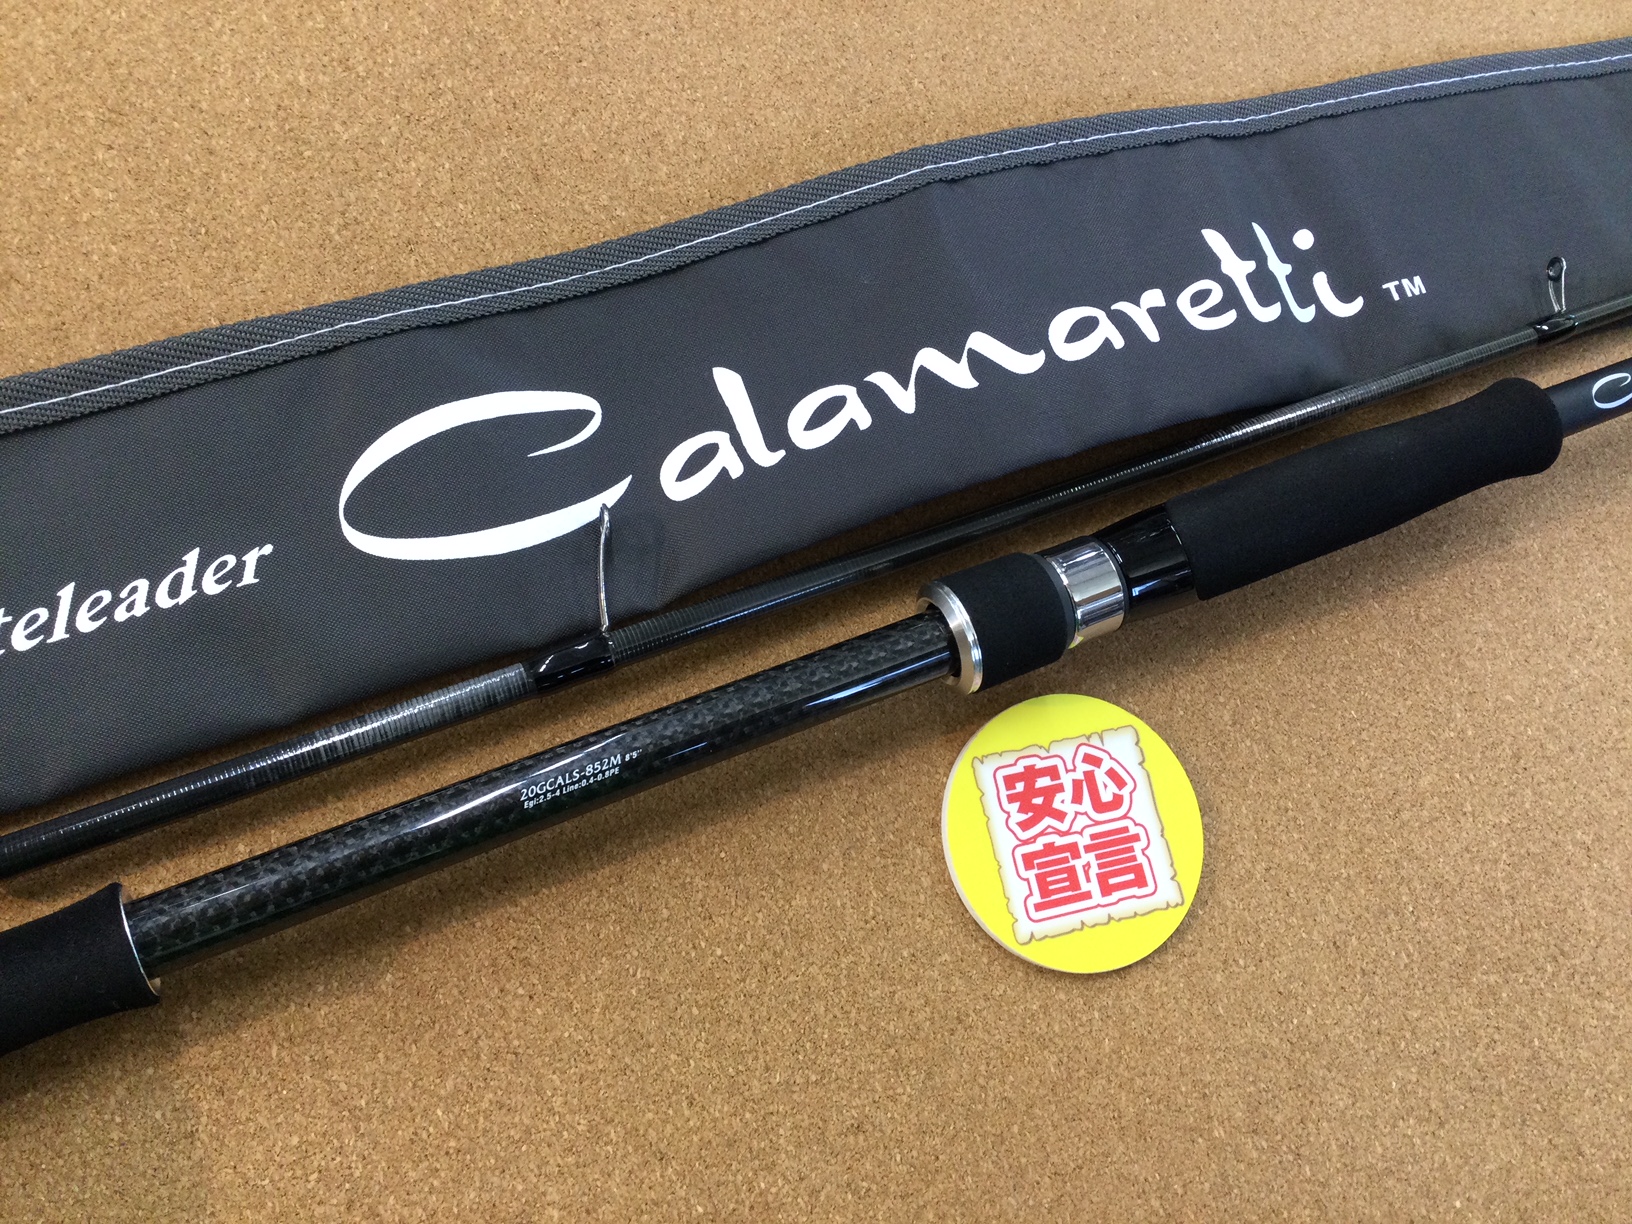 teleader Calamaretti TM
20GCALS-852M 8'5"
Egi:2.5-4 Line:0.4-0.8PE
安心
宣言
C